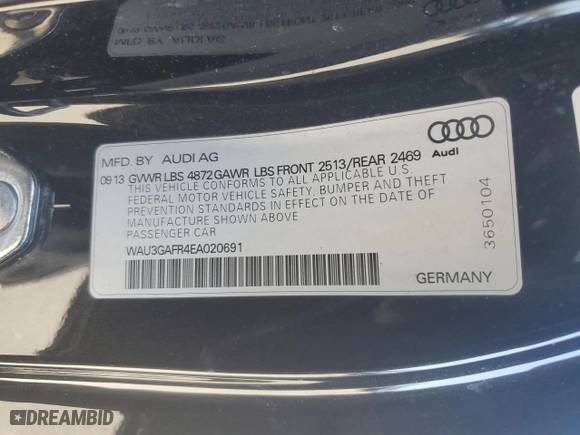 MFD. BY AUDI AG
Audi
09 13 GVWR LBS 4872 GAWR LBS FRONT 2513/REAR 2469
THIS VEHICLE CONFORMS TO ALL APPLICABLE U.S.
FEDERAL MOTOR VEHICLE SAFETY, BUMPER AND THEFT
PREVENTION STANDARDS IN EFFECT ON THE DATE OF
MANUFACTURE SHOWN ABOVE
PASSENGER CAR
WAU3GAFR4EA020691
3650104
GERMANY
DREAMBID